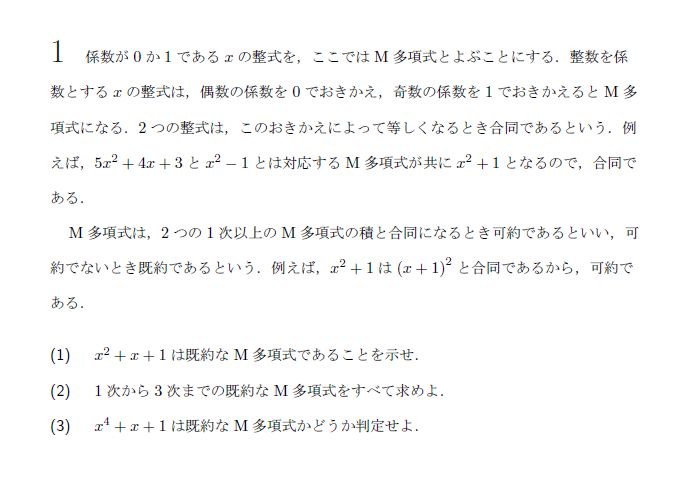 1 係数が 0 か 1 である x の整式を，ここでは M 多項式とよぶことにする．整数を係
数とする x の整式は，偶数の係数を 0 でおきかえ，奇数の係数を 1 でおきかえると M 多
項式になる．2 つの整式は，このおきかえによって等しくなるとき合同であるという．例
えば，5x² + 4x + 3 と x² − 1 とは対応する M 多項式が共に x² + 1 となるので，合同で
ある．
M 多項式は，2 つの 1 次以上の M 多項式の積と合同になるとき可約であるといい，可
約でないとき既約であるという．例えば，x² + 1 は (x + 1)² と合同であるから，可約で
ある．
(1) x² + x + 1 は既約な M 多項式であることを示せ．
(2) 1 次から 3 次までの既約な M 多項式をすべて求めよ．
(3) x⁴ + x + 1 は既約な M 多項式かどうか判定せよ．